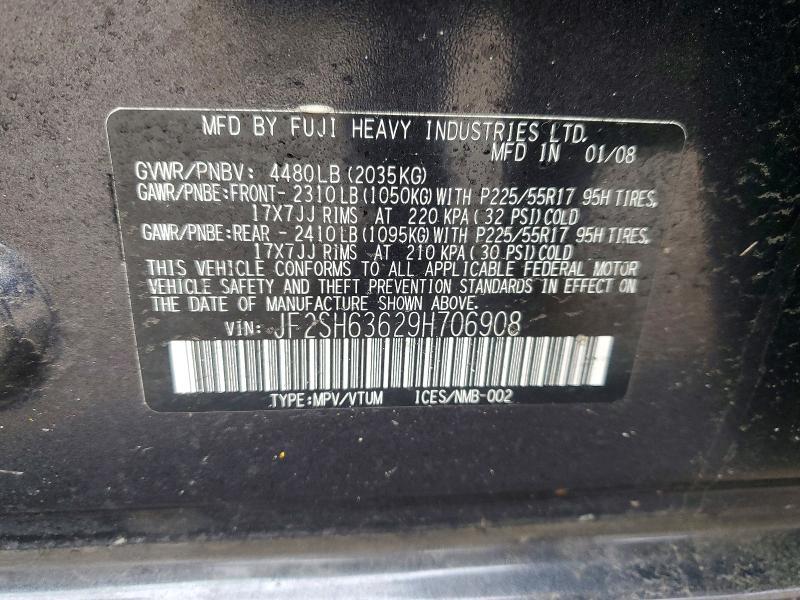 MFD BY FUJI HEAVY INDUSTRIES LTD.
MFD IN 01/08
GVWR/PNBV: 4480LB (2035KG)
GAWR/PNBE:FRONT- 2310LB(1050KG)WITH P225/55R17 95H TIRES,
17X7JJ RIMS AT 220 KPA( 32 PSI)COLD
GAWR/PNBE:REAR - 2410LB(1095KG)WITH P225/55R17 95H TIRES,
17X7JJ RIMS AT 210 KPA( 30 PSI)COLD
THIS VEHICLE CONFORMS TO ALL APPLICABLE FEDERAL MOTOR
VEHICLE SAFETY AND THEFT PREVENTION STANDARDS IN EFFECT ON
THE DATE OF MANUFACTURE SHOWN ABOVE.
VIN: JF2SH63629H706908
TYPE:MPV/VTUM ICES/NMB-002